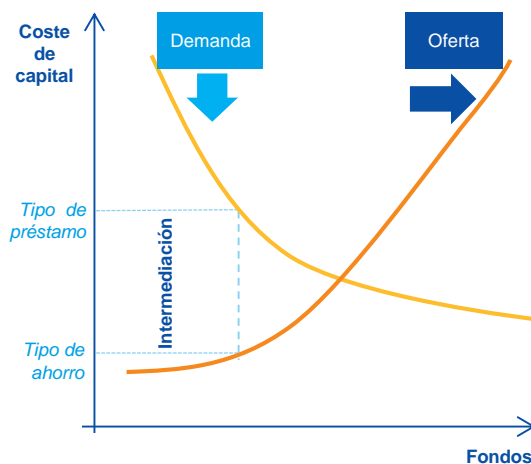 Coste
de
capital
Demanda
Oferta
Tipo de
préstamo
Intermediación
Tipo de
ahorro
Fondos